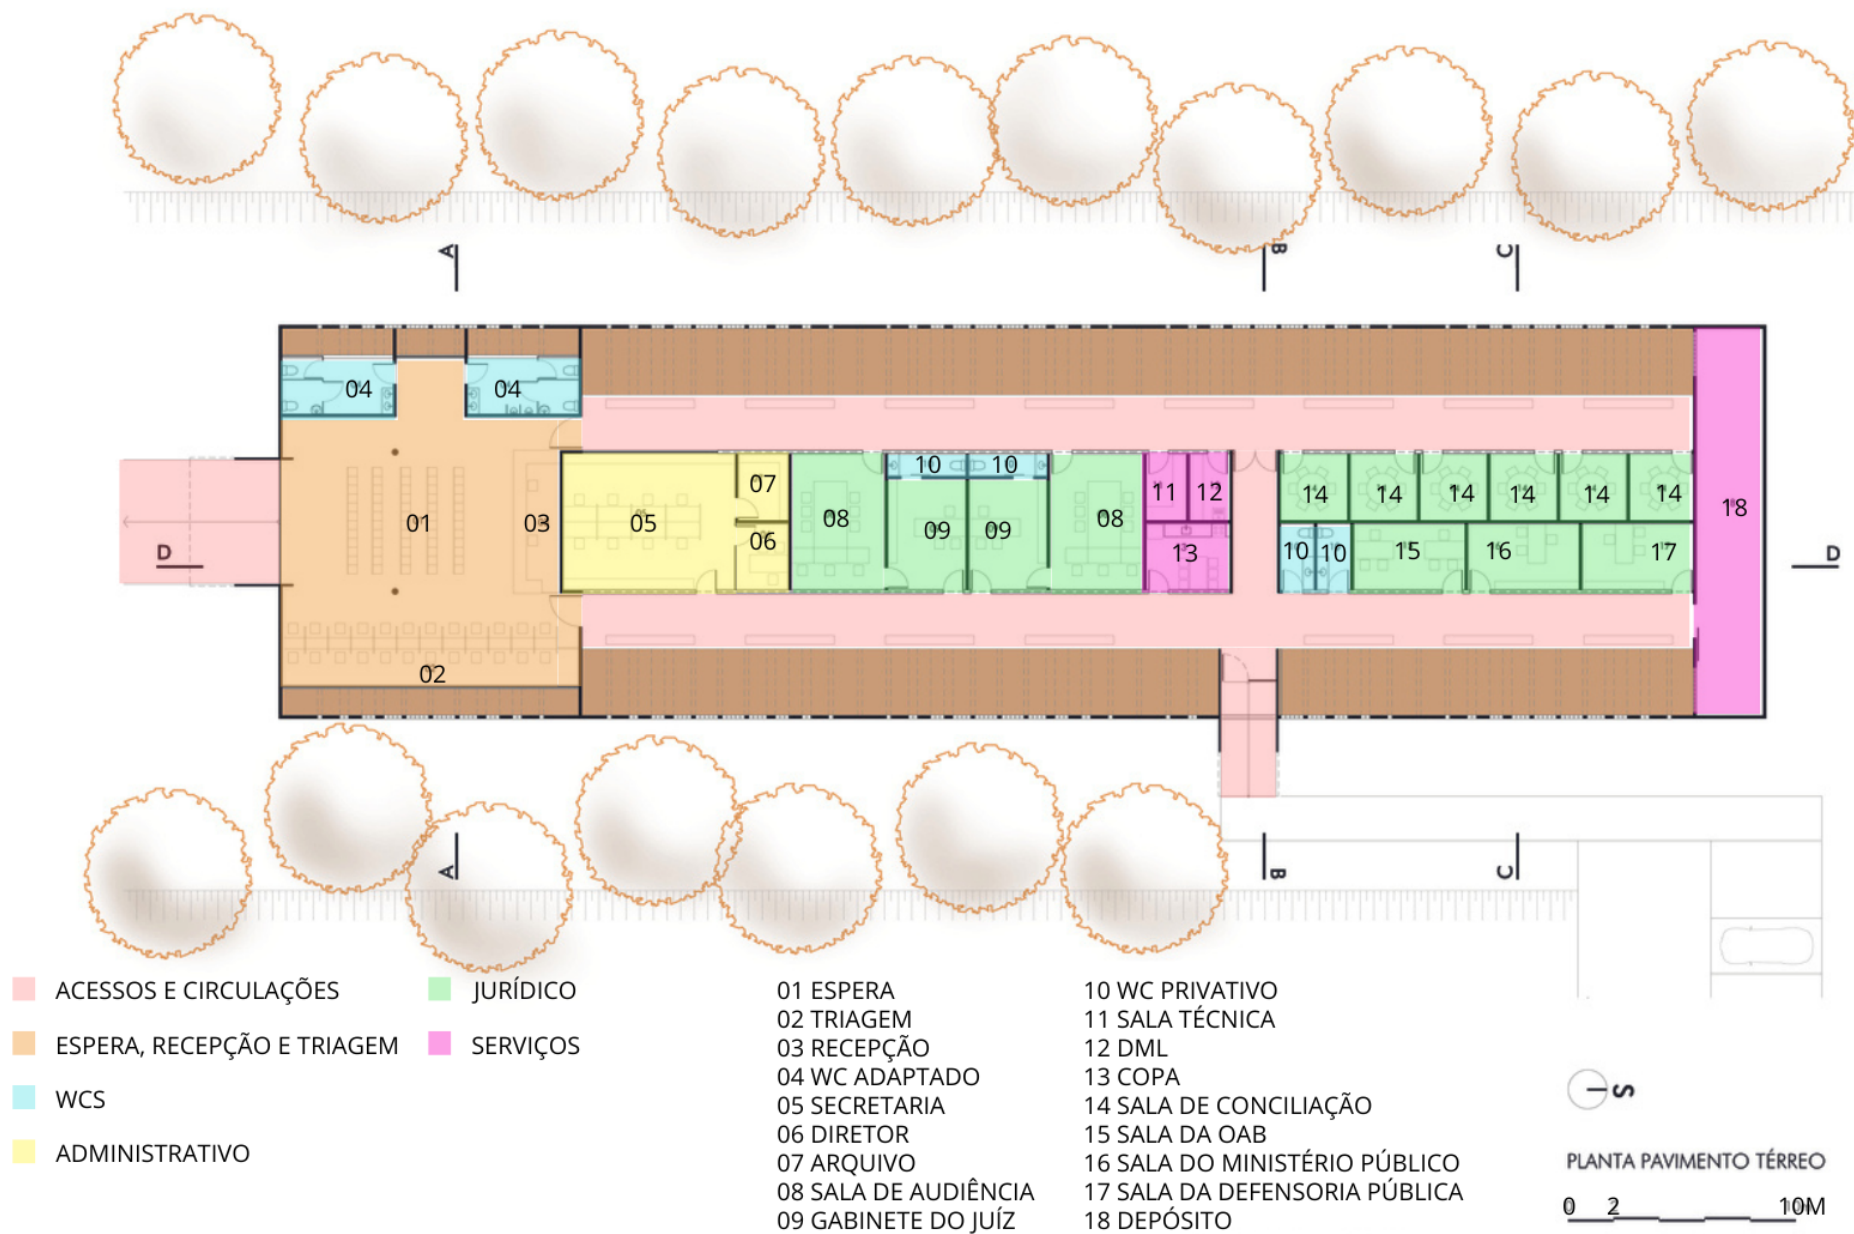 A
B
C
04
04
01
03
05
07
06
08
10
10
09
09
08
11
12
13
14
14
14
14
14
14
10
10
15
16
17
18
02
D
D
A
B
C
ACESSOS E CIRCULAÇÕES
ESPERA, RECEPÇÃO E TRIAGEM
WCS
ADMINISTRATIVO
JURÍDICO
SERVIÇOS
01 ESPERA
02 TRIAGEM
03 RECEPÇÃO
04 WC ADAPTADO
05 SECRETARIA
06 DIRETOR
07 ARQUIVO
08 SALA DE AUDIÊNCIA
09 GABINETE DO JUÍZ
10 WC PRIVATIVO
11 SALA TÉCNICA
12 DML
13 COPA
14 SALA DE CONCILIAÇÃO
15 SALA DA OAB
16 SALA DO MINISTÉRIO PÚBLICO
17 SALA DA DEFENSORIA PÚBLICA
18 DEPÓSITO
S
PLANTA PAVIMENTO TÉRREO
0 2 10M